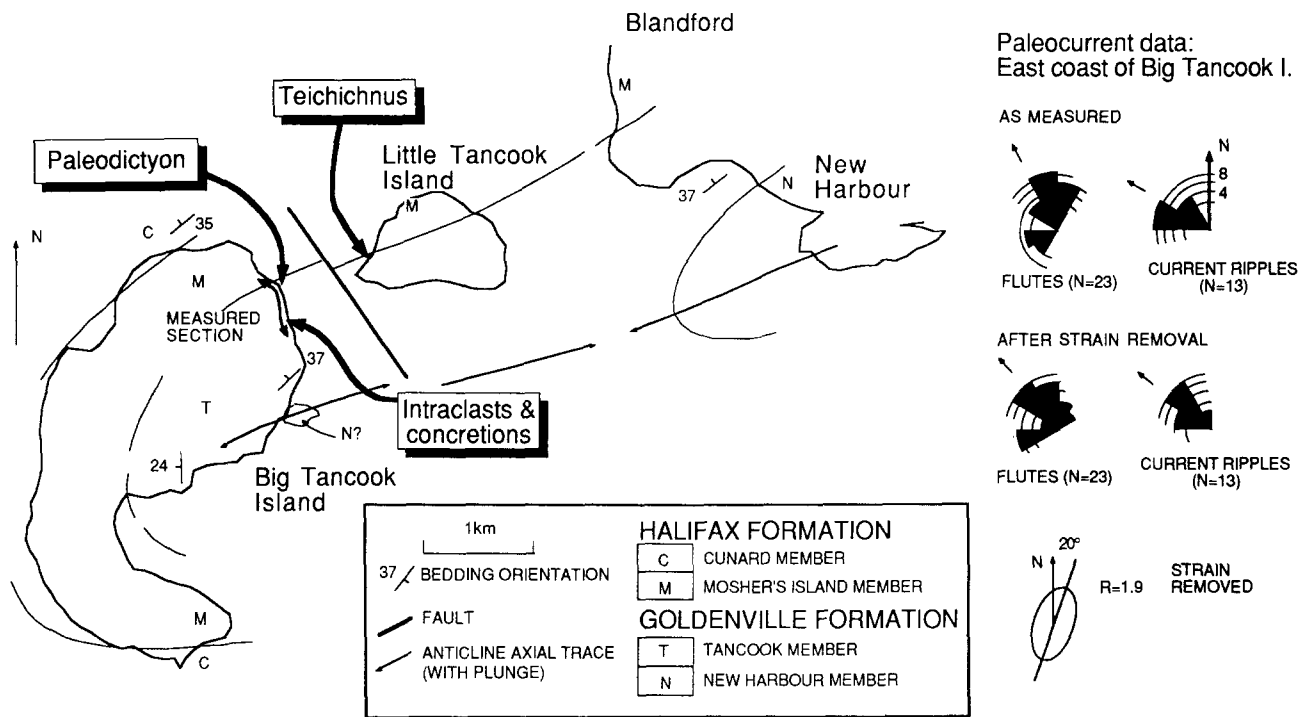 Blandford
M
Teichichnus
Paleodictyon
Little Tancook
Island
M
New
Harbour
37
N
N
C
35
M
MEASURED
SECTION
37
T
N?
24
Big Tancook
Island
Intraclasts &
concretions
M
C
1km
37 BEDDING ORIENTATION
FAULT
ANTICLINE AXIAL TRACE
(WITH PLUNGE)
HALIFAX FORMATION
C CUNARD MEMBER
M MOSHER'S ISLAND MEMBER
GOLDENVILLE FORMATION
T TANCOOK MEMBER
N NEW HARBOUR MEMBER
Paleocurrent data:
East coast of Big Tancook I.
AS MEASURED
N
8
4
FLUTES (N=23)
CURRENT RIPPLES
(N=13)
AFTER STRAIN REMOVAL
FLUTES (N=23)
CURRENT RIPPLES
(N=13)
N
20°
R=1.9
STRAIN
REMOVED